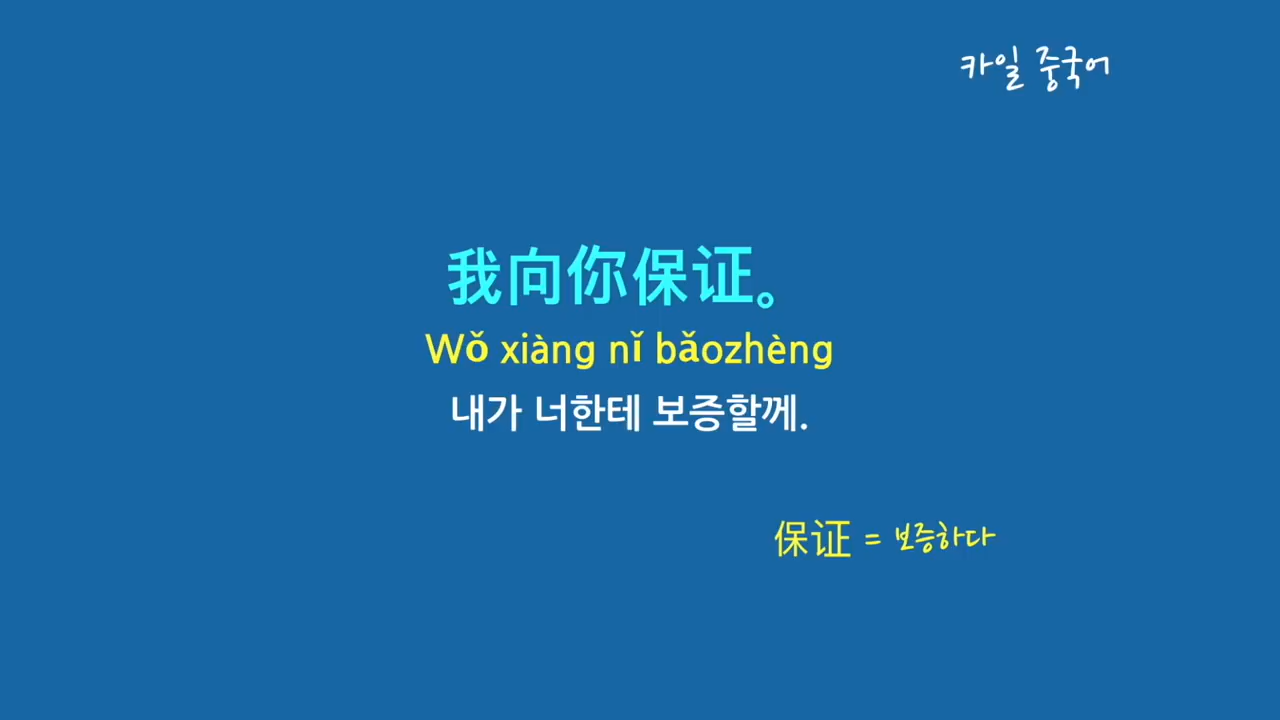 카일 중국어
我向你保证。
Wǒ xiàng nǐ bǎozhèng
내가 너한테 보증할께.
保证 = 보증하다